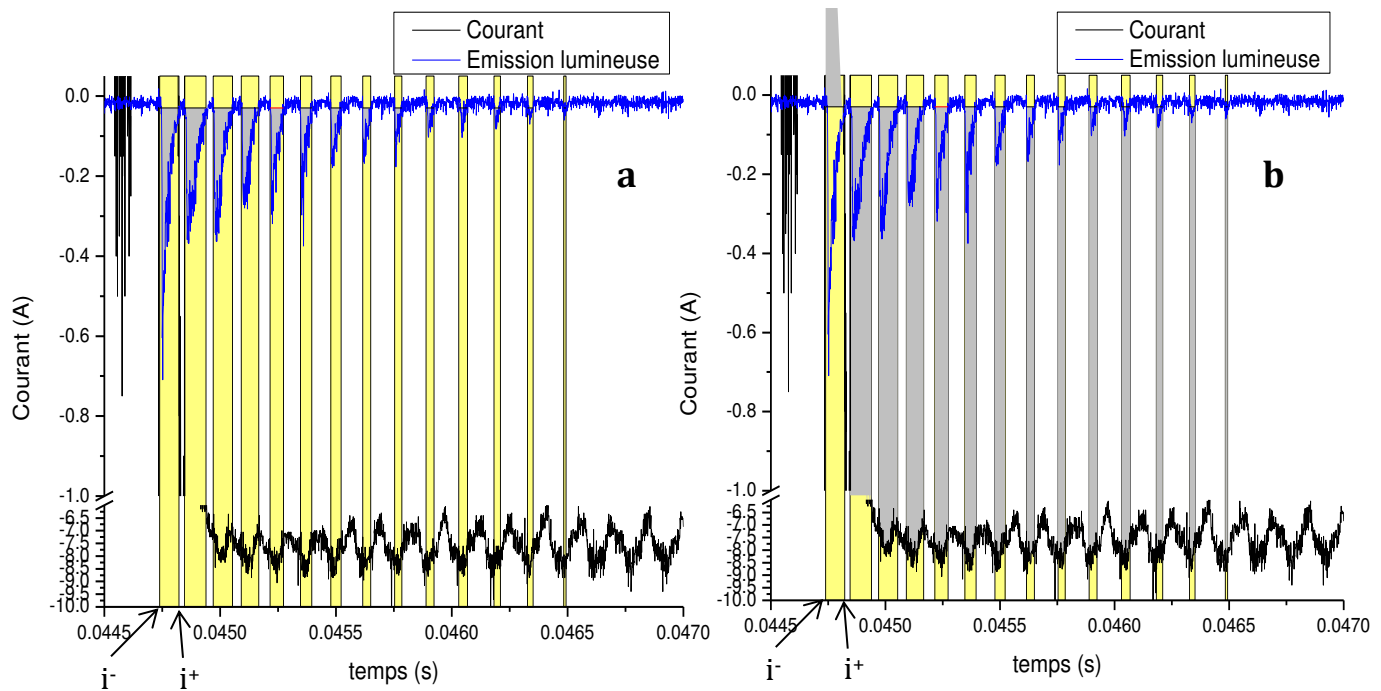 Courant
Emission lumineuse
0.0
-0.2
-0.4
-0.6
-0.8
-1.0
-6.5
-7.0
-7.5
-8.0
-8.5
-9.0
-9.5
-10.0
Courant (A)
a
0.0445
0.0450
0.0455
0.0460
0.0465
0.0470
temps (s)
i-
i+
Courant
Emission lumineuse
0.0
-0.2
-0.4
-0.6
-0.8
-1.0
-6.5
-7.0
-7.5
-8.0
-8.5
-9.0
-9.5
-10.0
Courant (A)
b
0.0445
0.0450
0.0455
0.0460
0.0465
0.0470
temps (s)
i-
i+